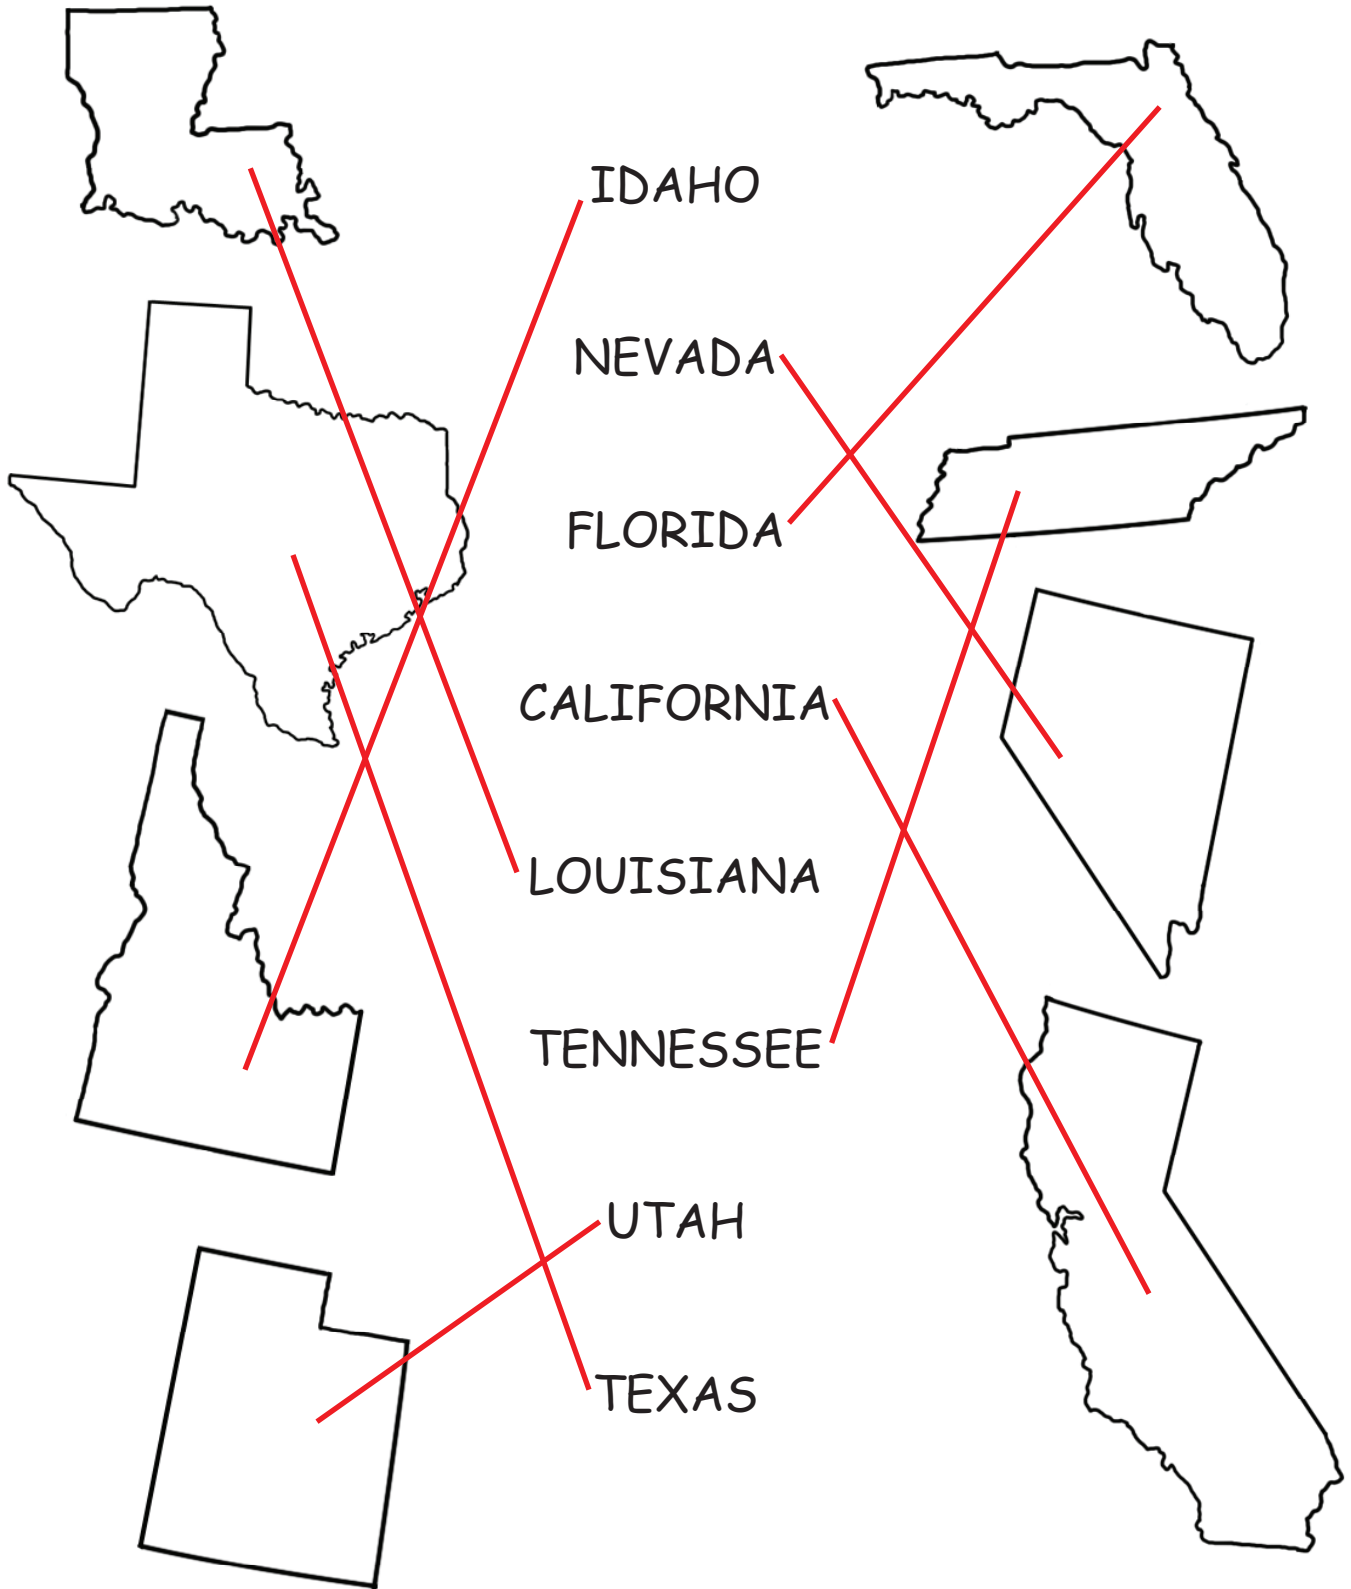 IDAHO
NEVADA
FLORIDA
CALIFORNIA
LOUISIANA
TENNESSEE
UTAH
TEXAS